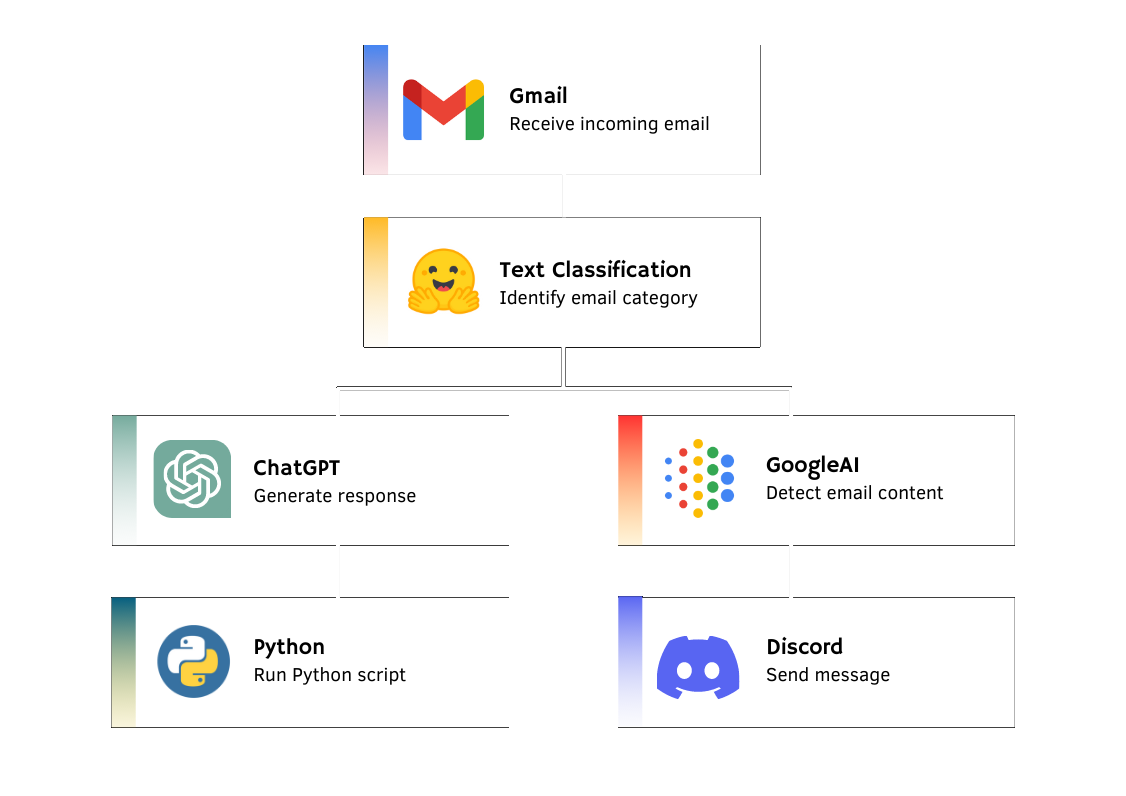 Gmail
Receive incoming email
Text Classification
Identify email category
ChatGPT
Generate response
GoogleAI
Detect email content
Python
Run Python script
Discord
Send message